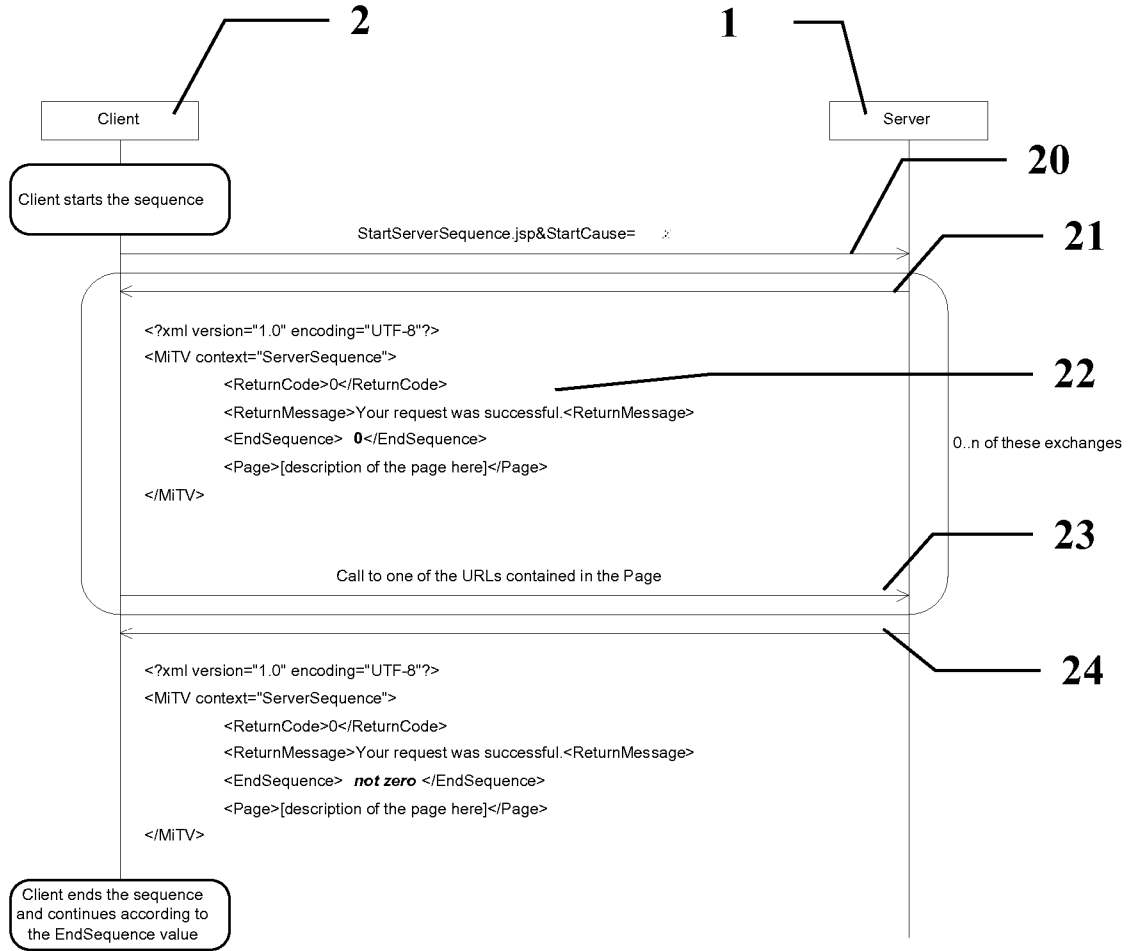 2
1
Client
Server
20
Client starts the sequence
StartServerSequence.jsp&StartCause=
21
<?xml version="1.0" encoding="UTF-8"?>
<MiTV context="ServerSequence">
<ReturnCode>0</ReturnCode>
22
<ReturnMessage>Your request was successful.<ReturnMessage>
<EndSequence> 0</EndSequence>
0..n of these exchanges
<Page>[description of the page here]</Page>
</MiTV>
23
Call to one of the URLs contained in the Page
24
<?xml version="1.0" encoding="UTF-8"?>
<MiTV context="ServerSequence">
<ReturnCode>0</ReturnCode>
<ReturnMessage>Your request was successful.<ReturnMessage>
<EndSequence> not zero </EndSequence>
<Page>[description of the page here]</Page>
</MiTV>
Client ends the sequence
and continues according to
the EndSequence value